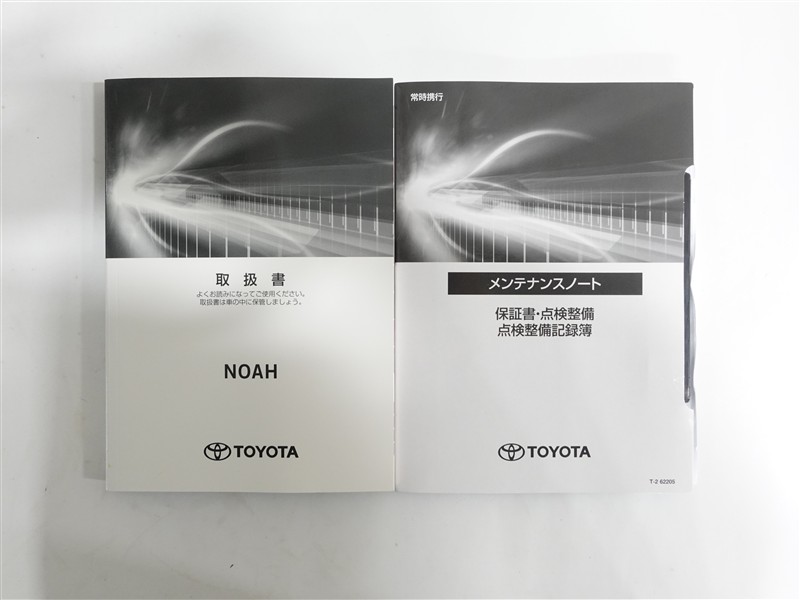 取扱書
よくお読みになってご使用ください。
取扱書は車の中に保管しましょう。
NOAH
TOYOTA
常時携行
メンテナンスノート
保証書・点検整備
点検整備記録簿
TOYOTA
T-2 62205